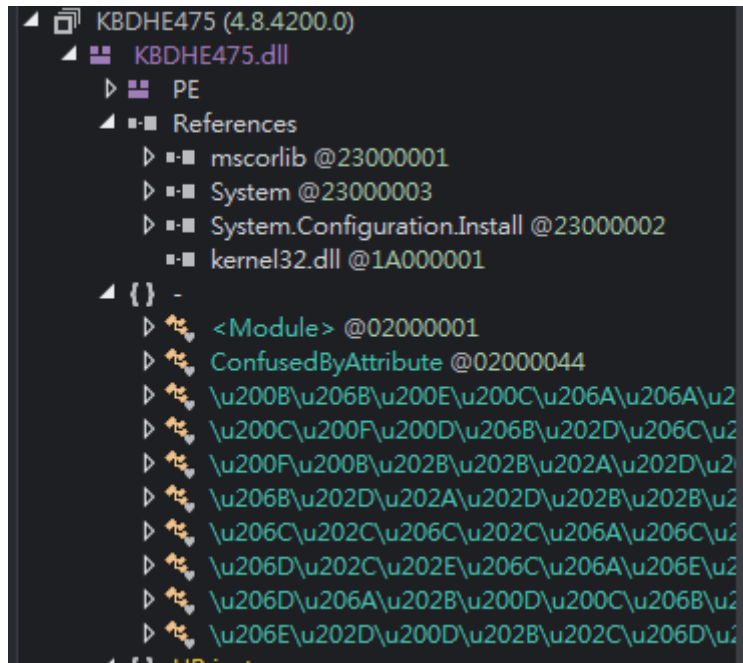 KBDHE475 (4.8.4200.0)
KBDHE475.dll
PE
References
mscorlib @23000001
System @23000003
System.Configuration.Install @23000002
kernel32.dll @1A000001
{ } -
<Module> @02000001
ConfusedByAttribute @02000044
\u200B\u206B\u200E\u200C\u206A\u206A\u2
\u200C\u200F\u200D\u206B\u202D\u206C\u2
\u200F\u200B\u202B\u202B\u202A\u202D\u2
\u206B\u202D\u202A\u202D\u202B\u202B\u2
\u206C\u202C\u206C\u202C\u206A\u206C\u2
\u206D\u202C\u202E\u206C\u206A\u206E\u2
\u206D\u206A\u202B\u200D\u200C\u206B\u2
\u206E\u202D\u200D\u202B\u202C\u206D\u2